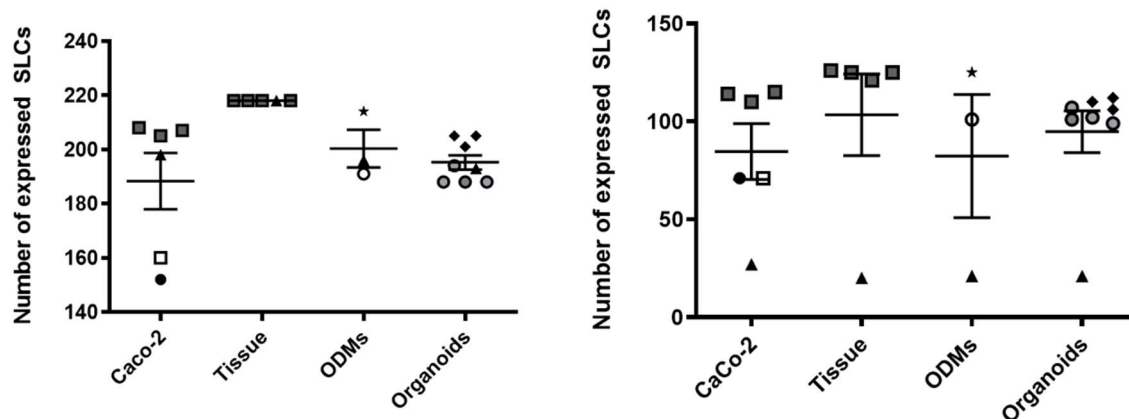 Number of expressed SLCs
240
220
200
180
160
140
Caco-2
Tissue
ODMs
Organoids
Number of expressed SLCs
150
100
50
0
CaCo-2
Tissue
ODMs
Organoids